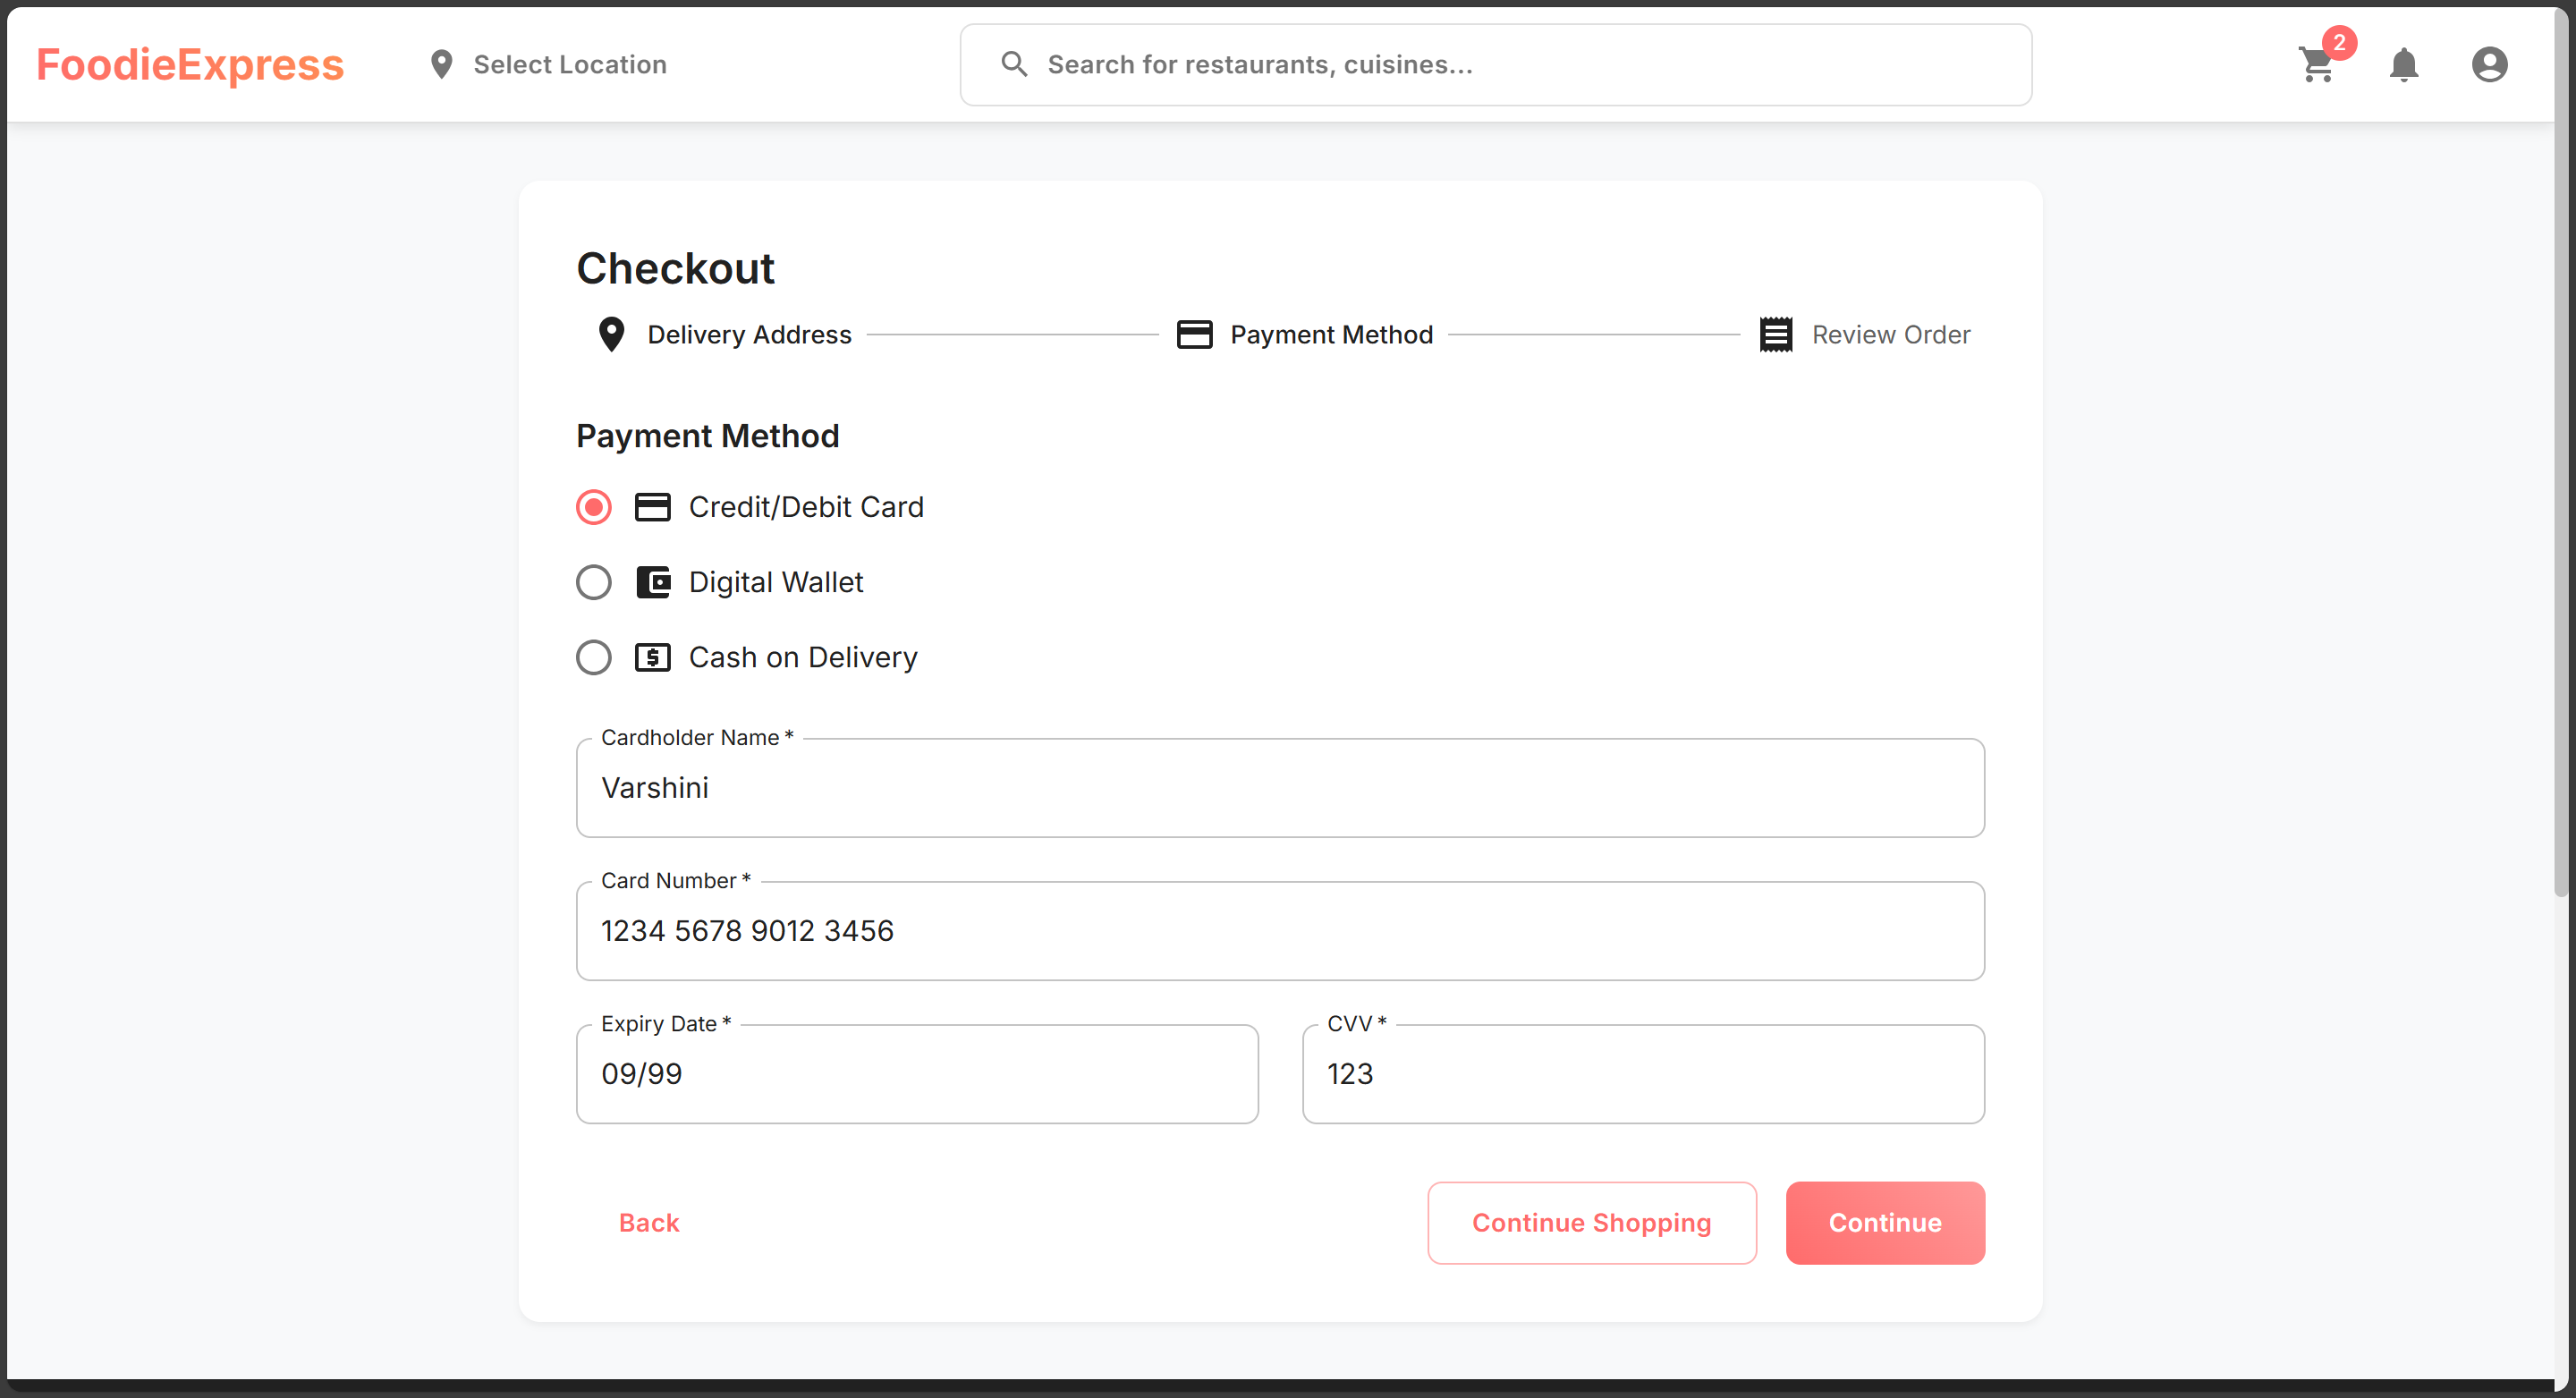 FoodieExpress Select Location Search for restaurants, cuisines... 2
Checkout
Delivery Address Payment Method Review Order
Payment Method
Credit/Debit Card
Digital Wallet
$ Cash on Delivery
Cardholder Name *
Varshini
Card Number *
1234 5678 9012 3456
Expiry Date * CVV *
09/99 123
Back Continue Shopping Continue